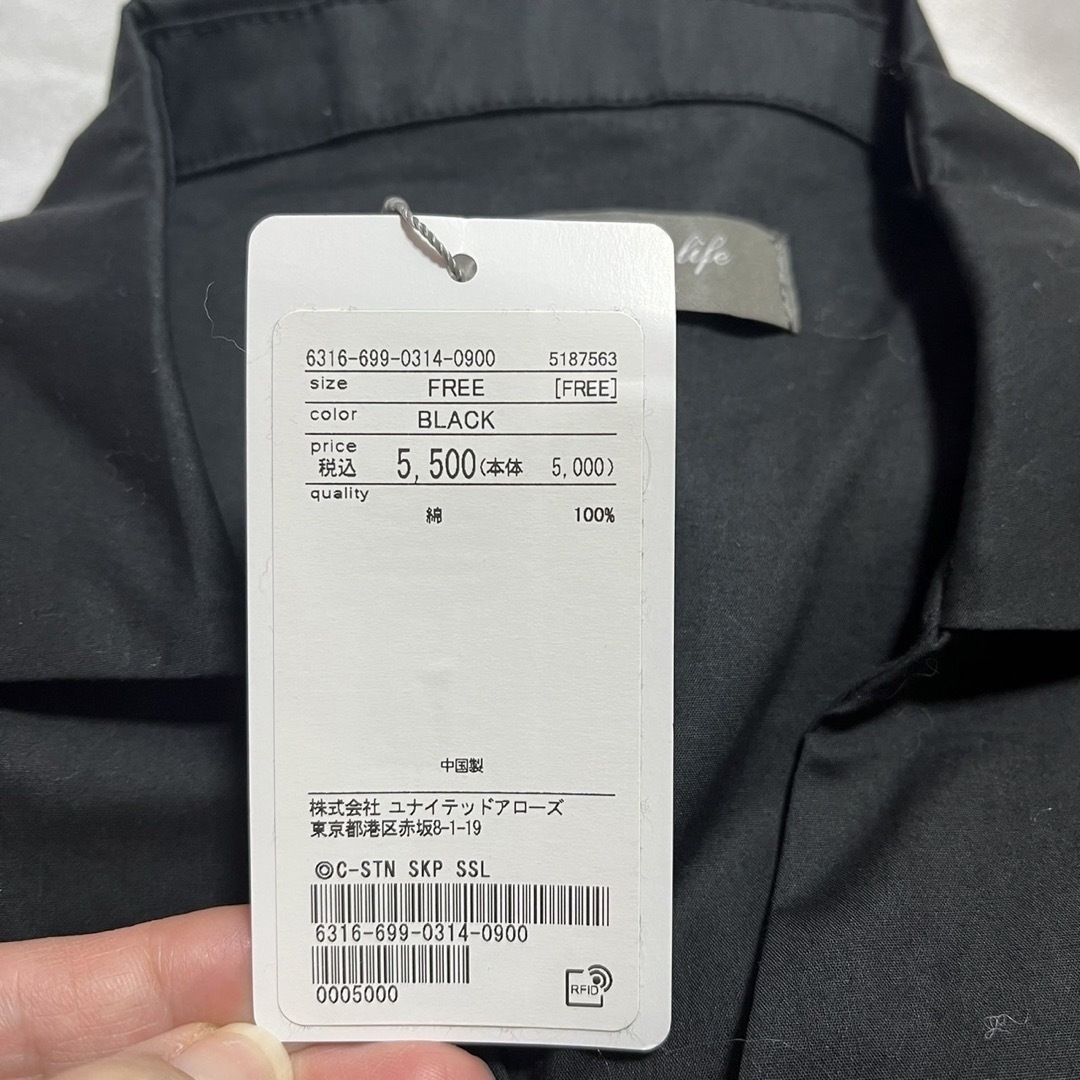 life
6316-699-0314-0900 5187563
size FREE [FREE]
color BLACK
price
税込 5,500(本体 5,000)
quality
綿 100%
中国製
株式会社 ユナイテッドアローズ
東京都港区赤坂8-1-19
◎C-STN SKP SSL
6316-699-0314-0900
0005000
RFID